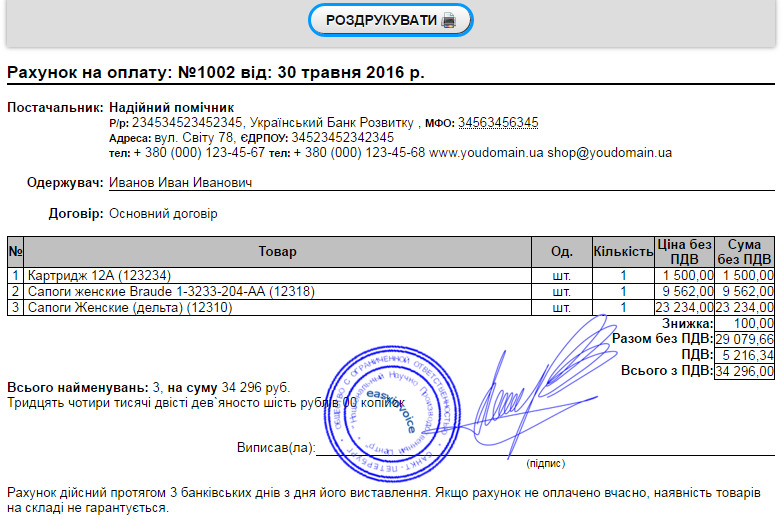 РОЗДРУКУВАТИ
Рахунок на оплату: №1002 від: 30 травня 2016 р.
Постачальник: Надійний помічник
Р/р: 234534523452345, Український Банк Розвитку , МФО: 34563456345
Адреса: вул. Світу 78, ЄДРПОУ: 34523452342345
тел: + 380 (000) 123-45-67 тел: + 380 (000) 123-45-68 www.youdomain.ua shop@youdomain.ua
Одержувач: Иванов Иван Иванович
Договір: Основний договір
№ Товар Од. Кількість Ціна без ПДВ Сума без ПДВ
1 Картридж 12А (123234) шт. 1 1 500,00 1 500,00
2 Сапоги женские Braude 1-3233-204-АА (12318) шт. 1 9 562,00 9 562,00
3 Сапоги Женские (дельта) (12310) шт. 1 23 234,00 23 234,00
Знижка: 100,00
Разом без ПДВ: 29 079,66
ПДВ: 5 216,34
Всього з ПДВ: 34 296,00
Всього найменувань: 3, на суму 34 296 руб.
Тридцять чотири тисячі двісті дев`яносто шість рублів 00 копійок
ОБЩЕСТВО С ОГРАНИЧЕННОЙ ОТВЕТСТВЕННОСТЬЮ
САНКТ-ПЕТЕРБУРГ
easyinvoice
Виписав(ла):
(підпис)
Рахунок дійсний протягом 3 банківських днів з дня його виставлення. Якщо рахунок не оплачено вчасно, наявність товарів
на складі не гарантується.